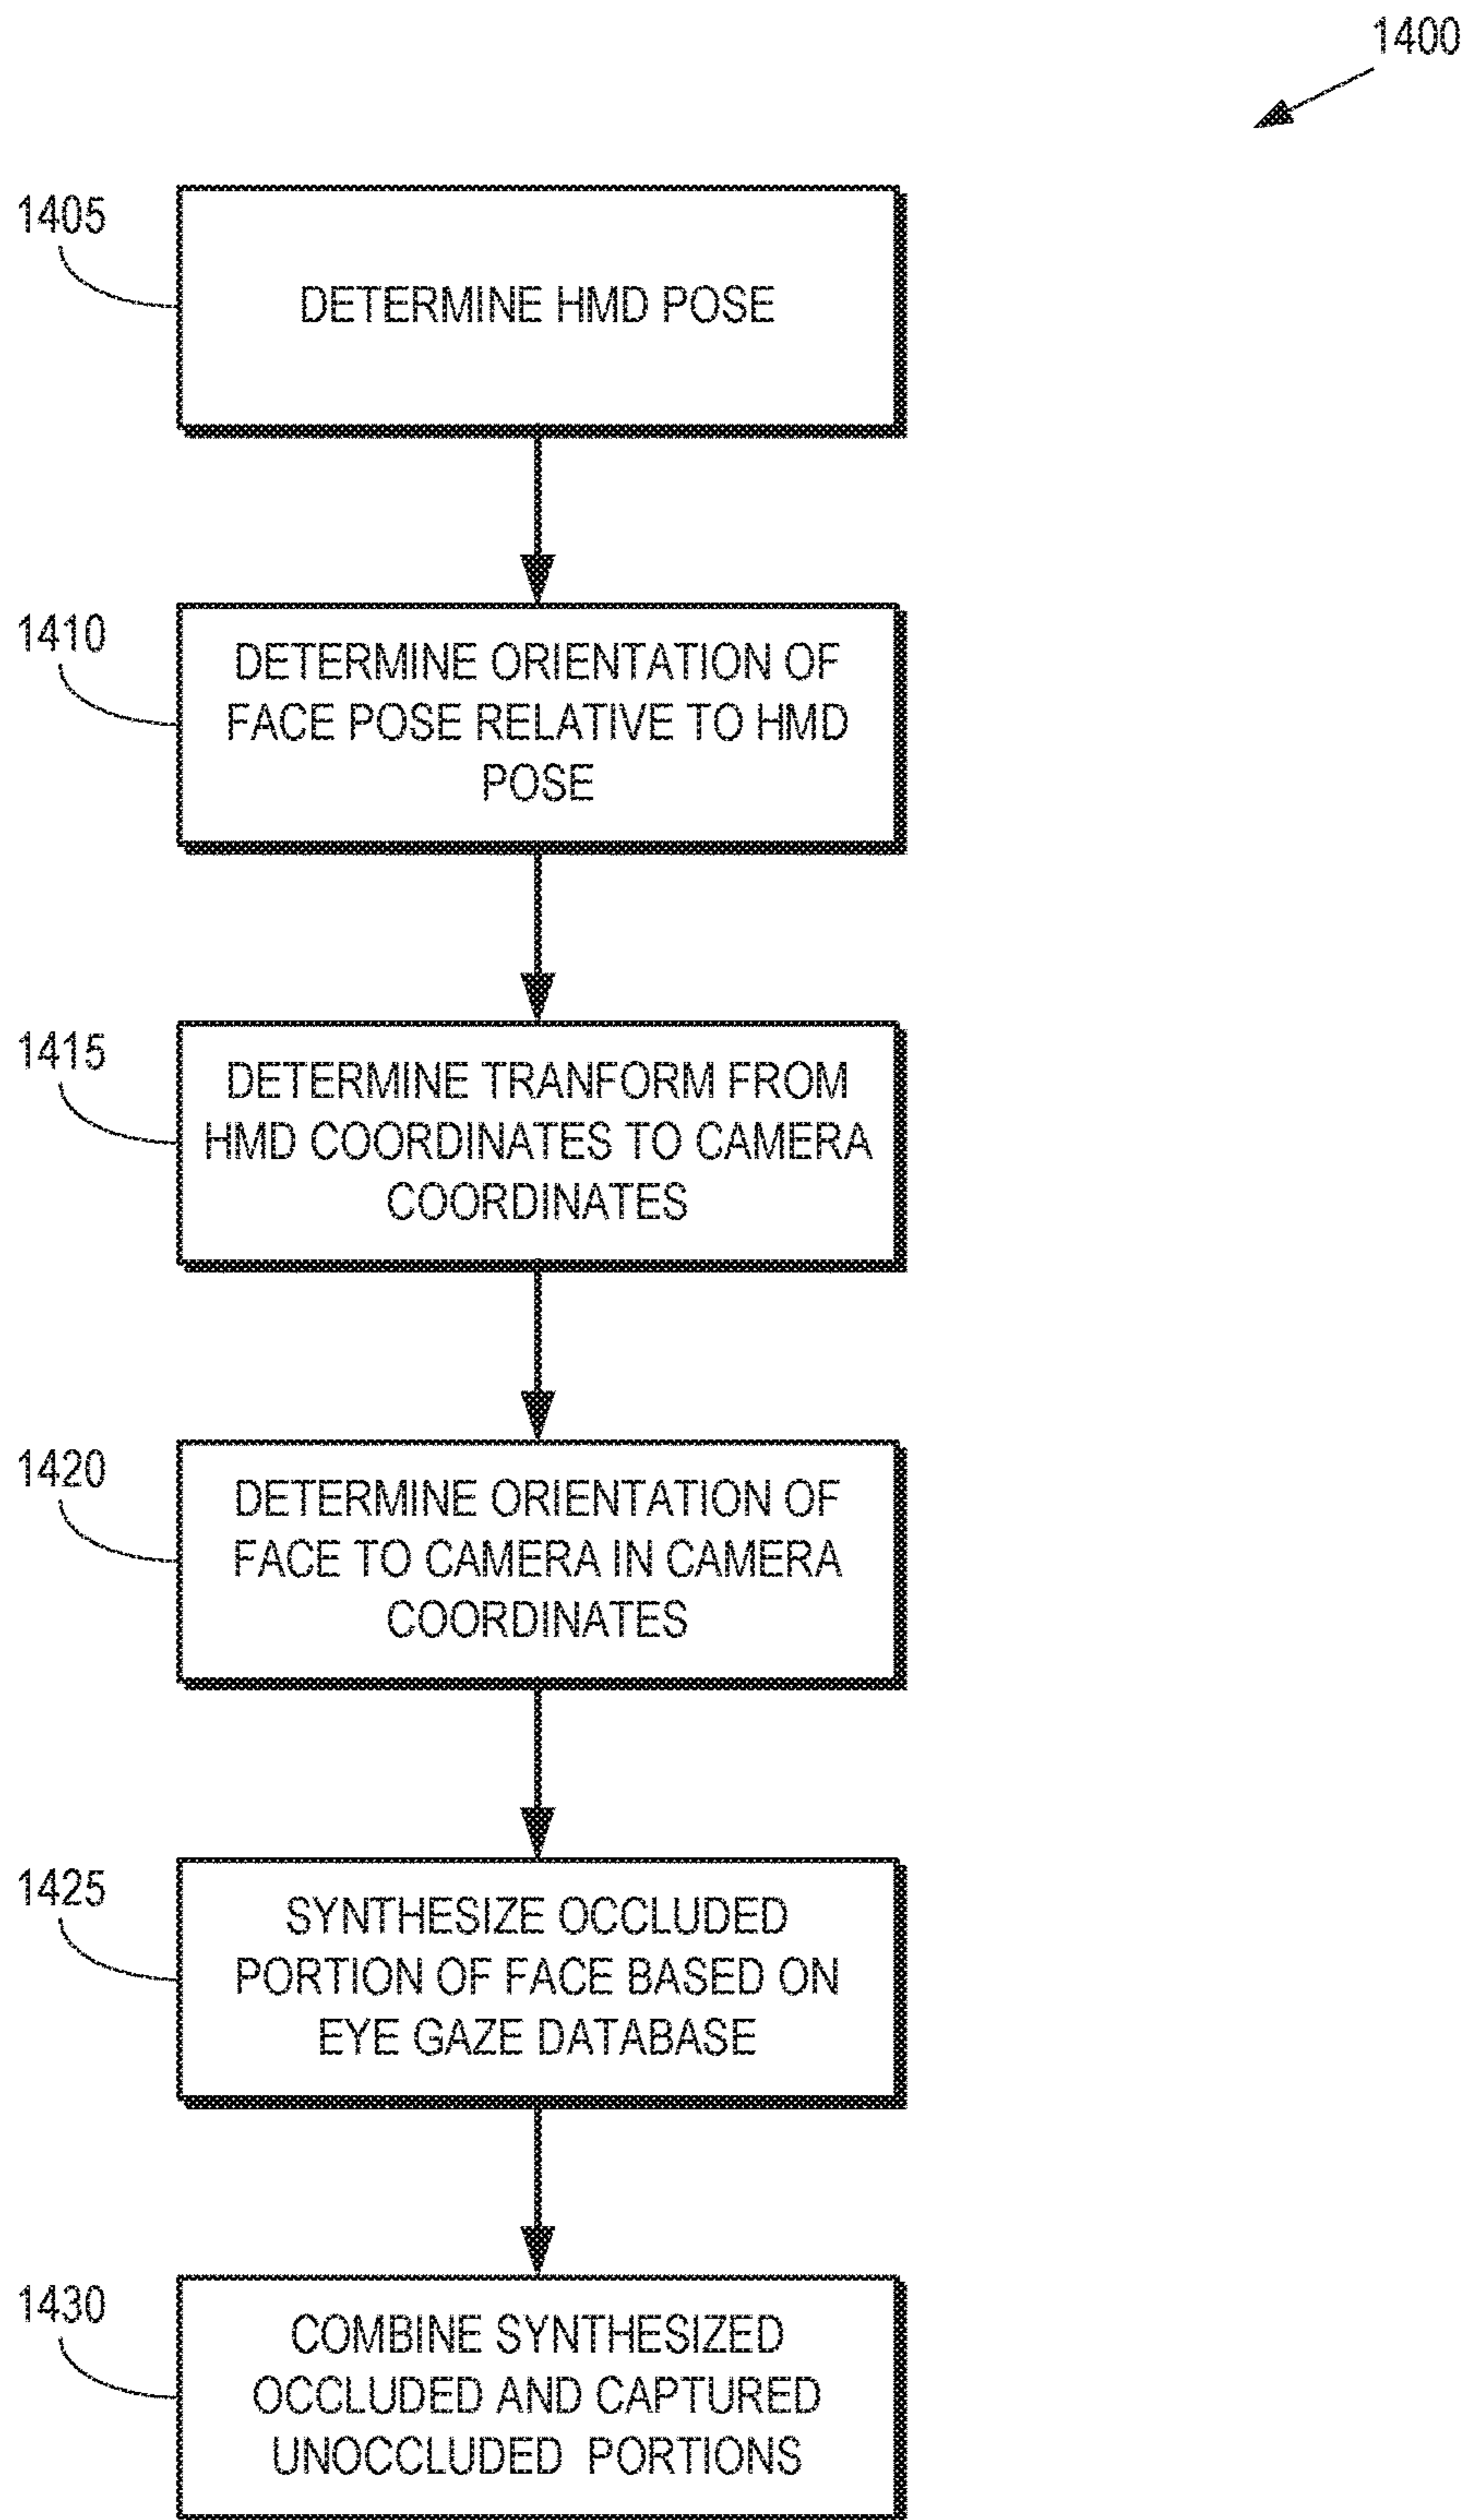 1400
1405
DETERMINE HMD POSE
1410
DETERMINE ORIENTATION OF
FACE POSE RELATIVE TO HMD
POSE
1415
DETERMINE TRANFORM FROM
HMD COORDINATES TO CAMERA
COORDINATES
1420
DETERMINE ORIENTATION OF
FACE TO CAMERA IN CAMERA
COORDINATES
1425
SYNTHESIZE OCCLUDED
PORTION OF FACE BASED ON
EYE GAZE DATABASE
1430
COMBINE SYNTHESIZED
OCCLUDED AND CAPTURED
UNOCCLUDED PORTIONS